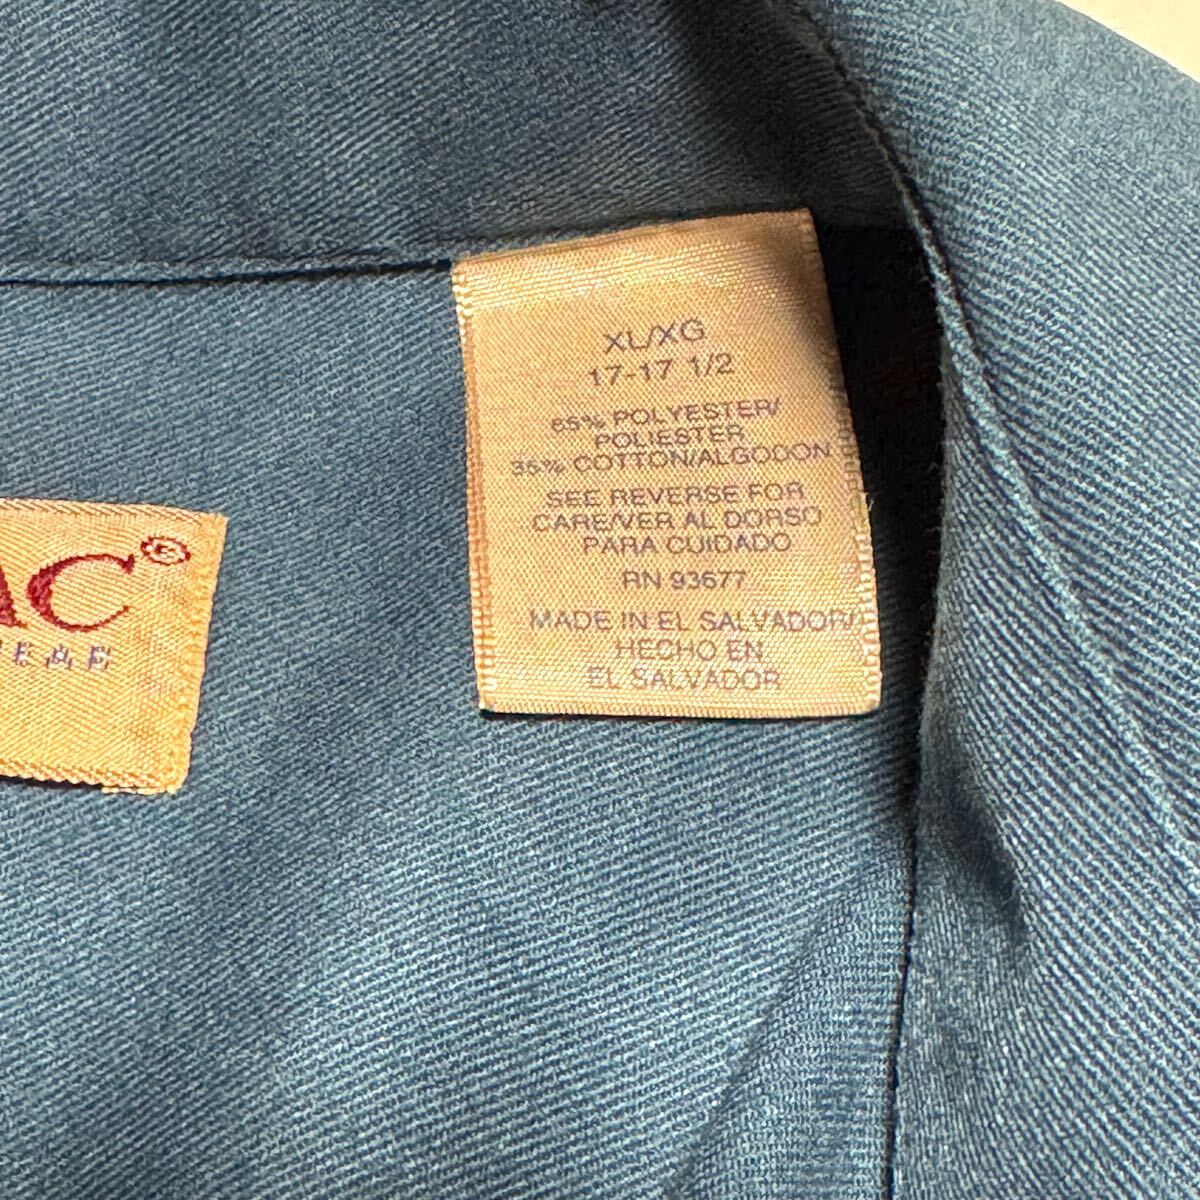 XL/XG
17-17 1/2
65% POLYESTER/
POLIESTER
35% COTTON/ALGODON
SEE REVERSE FOR
CARE/VER AL DORSO
PARA CUIDADO
RN 93677
MADE IN EL SALVADOR/
HECHO EN
EL SALVADOR
AC®